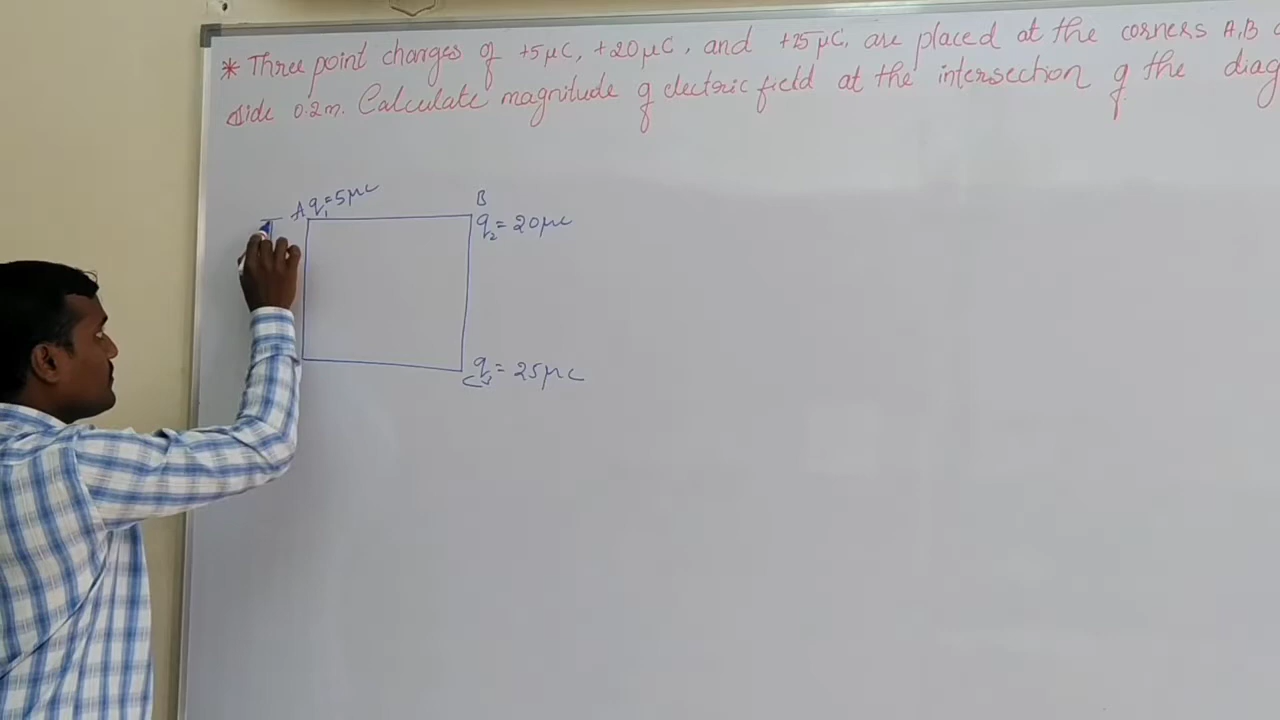 * Three point charges of +5μC, +20μC, and +25μC, are placed at the corners A,B
side 0.2m. Calculate magnitude of electric field at the intersection of the diag
A q₁=5μC
B
q₂= 20μC
q₃= 25μC
C